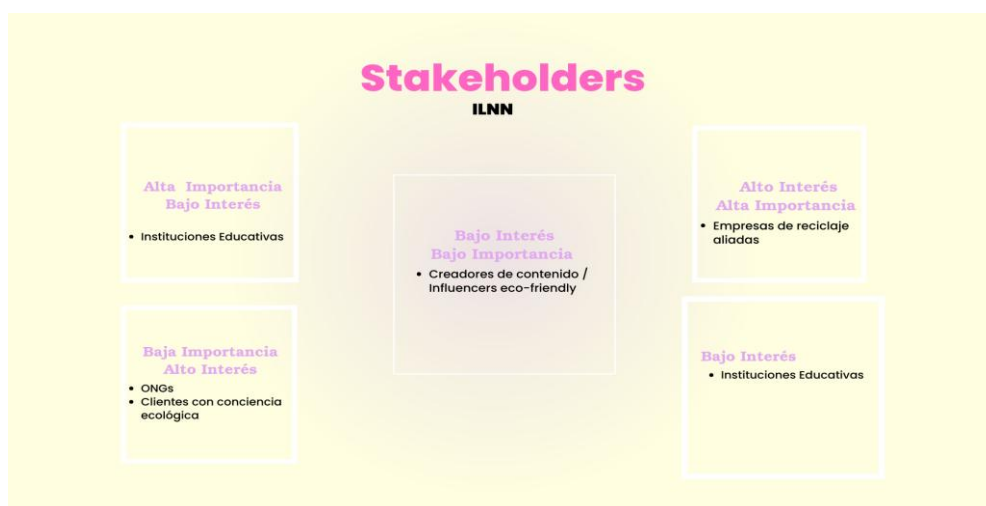 Stakeholders
ILNN
Alta Importancia
Bajo Interés
• Instituciones Educativas
Baja Importancia
Alto Interés
• ONGs
• Clientes con conciencia
ecológica
Bajo Interés
Bajo Importancia
• Creadores de contenido /
Influencers eco-friendly
Alto Interés
Alta Importancia
• Empresas de reciclaje
aliadas
Bajo Interés
• Instituciones Educativas